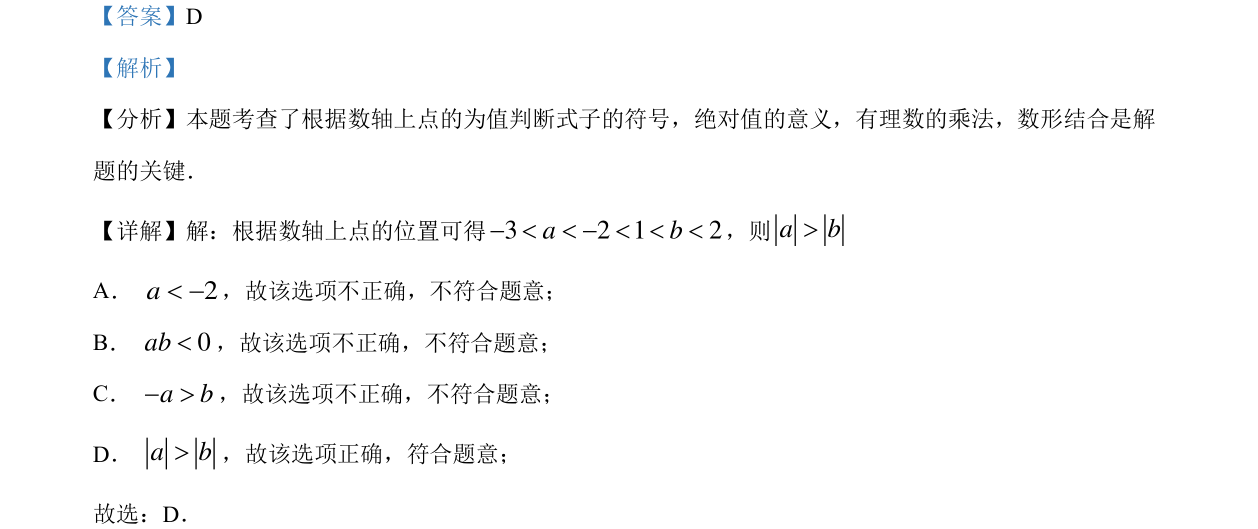 【答案】D
【解析】
【分析】本题考查了根据数轴上点的为值判断式子的符号，绝对值的意义，有理数的乘法，数形结合是解
题的关键．
【详解】解：根据数轴上点的位置可得−3 < a < −2 < 1 < b < 2，则|a| > |b|
A． a < −2，故该选项不正确，不符合题意；
B． ab < 0，故该选项不正确，不符合题意；
C． −a > b，故该选项不正确，不符合题意；
D． |a| > |b|，故该选项正确，符合题意；
故选：D．